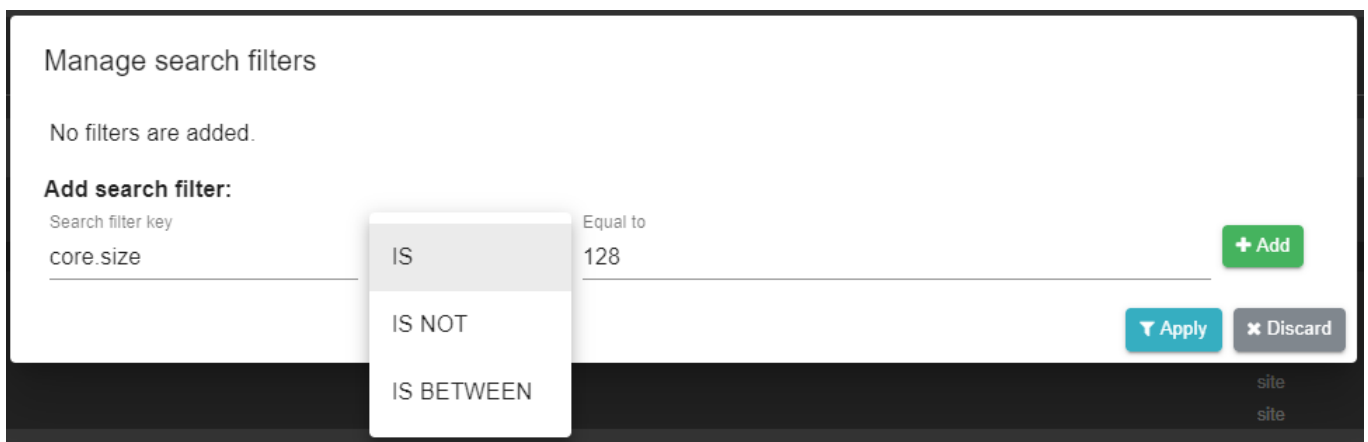 Manage search filters
No filters are added.
Add search filter:
Search filter key
Equal to
core.size
IS
128
Add
IS NOT
Apply
Discard
IS BETWEEN
site
site